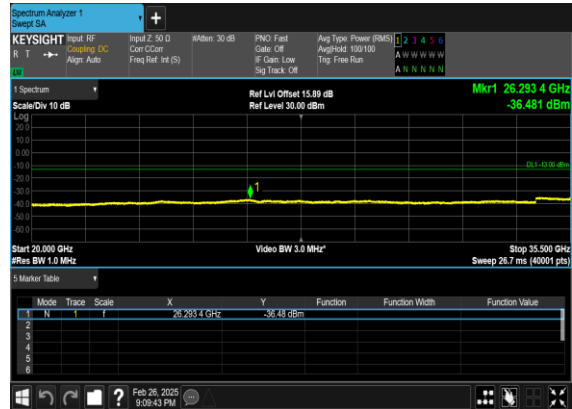 Spectrum Analyzer 1
Swept SA
+
KEYSIGHT Input: RF Input Z: 50 Ω #Atten: 30 dB PNO: Fast Avg Type: Power (RMS) 1 2 3 4 5 6
R T Coupling: DC Corr CCorr Gate: Off Avg|Hold: 100/100 A W W W W W
Align: Auto Freq Ref: Int (S) IF Gain: Low Trig: Free Run
Sig Track: Off A N N N N N
1 Spectrum Ref Lvl Offset 15.89 dB Mkr1 26.293 4 GHz
Scale/Div 10 dB Ref Level 30.00 dBm -36.481 dBm
Log
20.0
10.0
0.00
-10.0
DL1 -13.00 dBm
-20.0
-30.0
1
-40.0
-50.0
-60.0
Start 20.000 GHz Video BW 3.0 MHz* Stop 35.500 GHz
#Res BW 1.0 MHz Sweep 26.7 ms (40001 pts)
5 Marker Table
Mode Trace Scale X Y Function Function Width Function Value
1 N 1 f 26.293 4 GHz -36.48 dBm
2
3
4
5
6
? Feb 26, 2025
9:09:43 PM